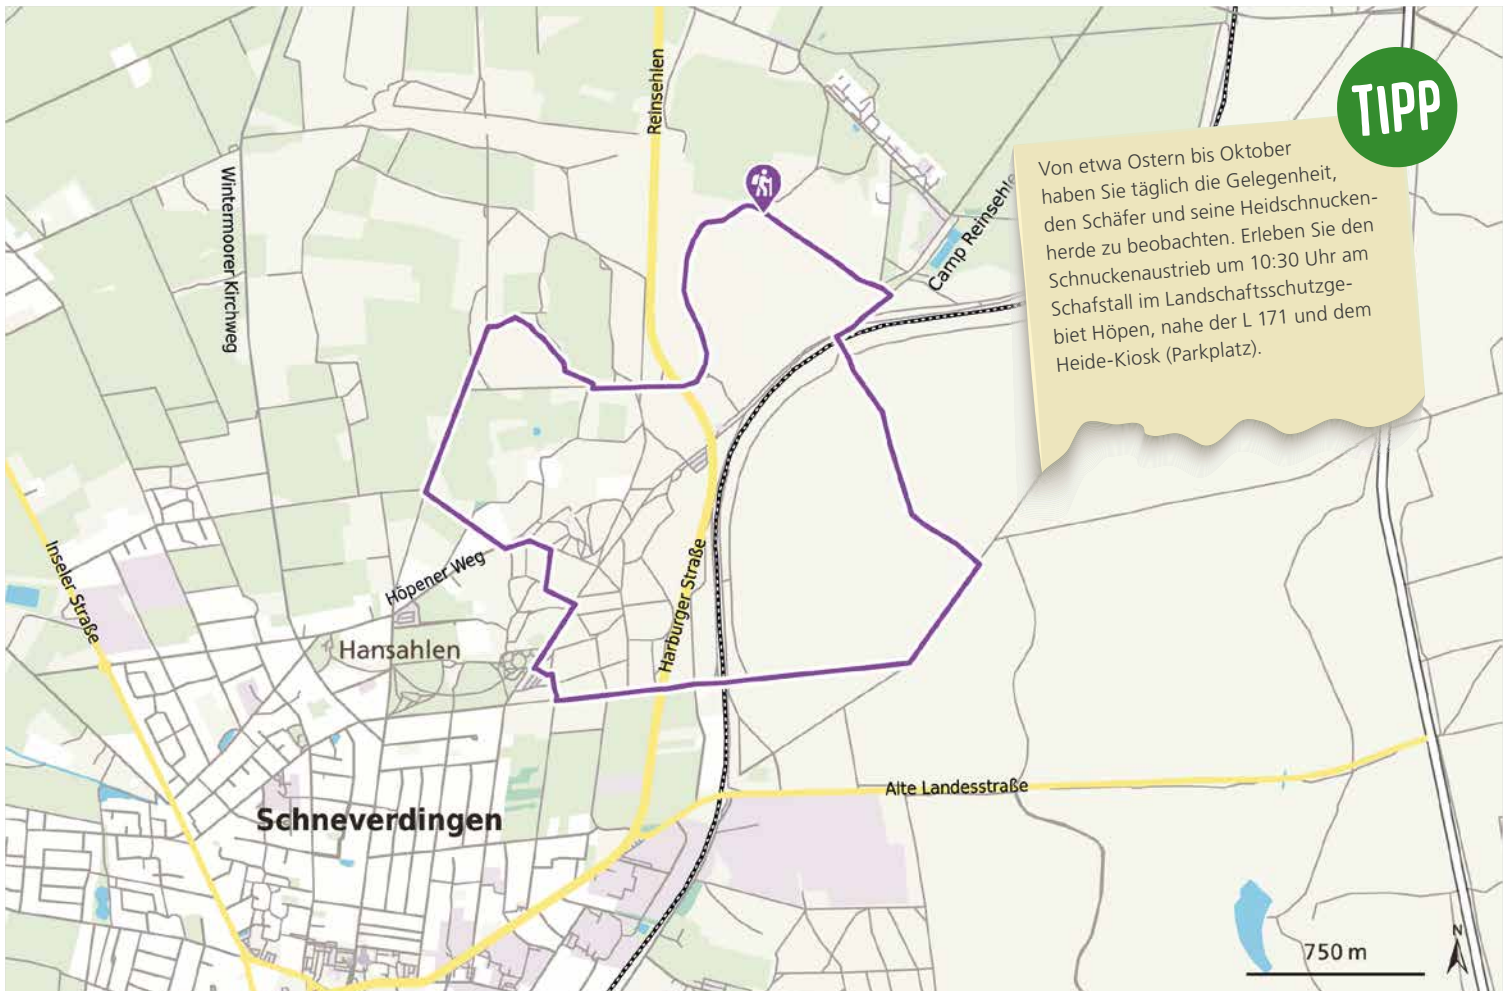 Reinsehlen
TIPP
Von etwa Ostern bis Oktober
haben Sie täglich die Gelegenheit,
den Schäfer und seine Heidschnucken-
herde zu beobachten. Erleben Sie den
Schnuckenaustrieb um 10:30 Uhr am
Schafstall im Landschaftsschutzge-
biet Höpen, nahe der L 171 und dem
Heide-Kiosk (Parkplatz).
Wintermoorer Kirchweg
Camp Reinsehle
Inseler Straße
Höpener Weg
Harburger Straße
Hansahlen
Alte Landesstraße
Schneverdingen
N
750 m